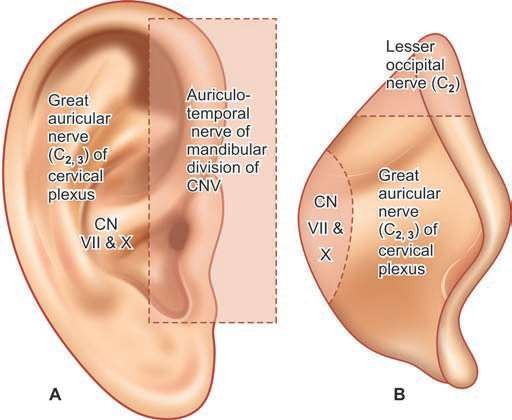 Great
auricular
nerve
(C2, 3) of
cervical
plexus
CN
VII & X
Auriculo-
temporal
nerve of
mandibular
division of
CNV
A
Lesser
occipital
nerve (C2)
CN
VII &
X
Great
auricular
nerve
(C2, 3) of
cervical
plexus
B